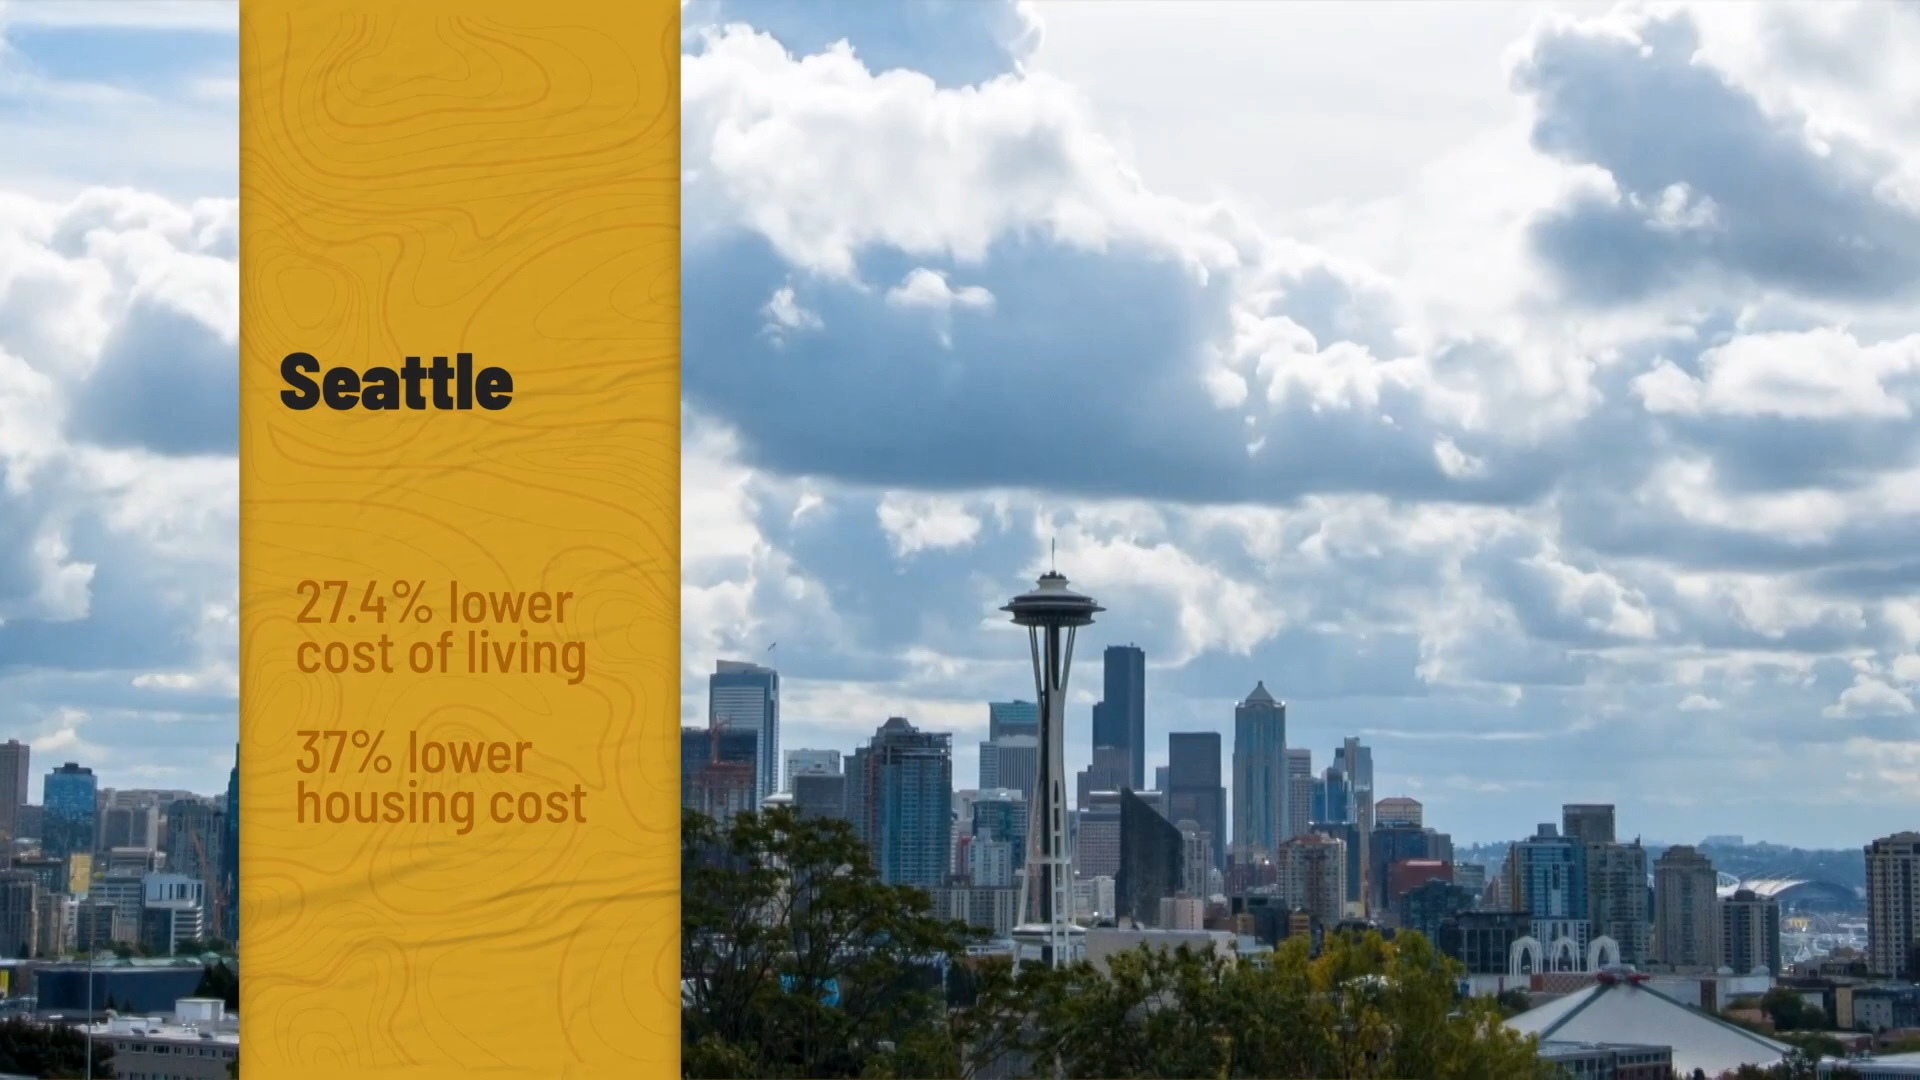 Seattle
27.4% lower
cost of living
37% lower
housing cost